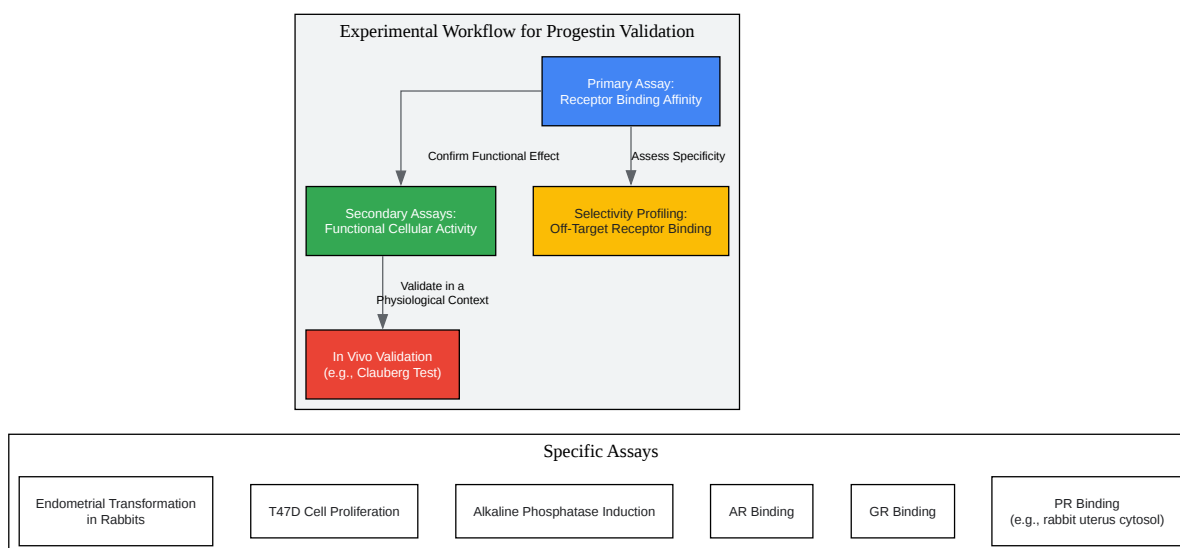 Experimental Workflow for Progestin Validation
Primary Assay:
Receptor Binding Affinity
Confirm Functional Effect
Assess Specificity
Secondary Assays:
Functional Cellular Activity
Selectivity Profiling:
Off-Target Receptor Binding
Validate in a
Physiological Context
In Vivo Validation
(e.g., Clauberg Test)
Specific Assays
Endometrial Transformation
in Rabbits
T47D Cell Proliferation
Alkaline Phosphatase Induction
AR Binding
GR Binding
PR Binding
(e.g., rabbit uterus cytosol)